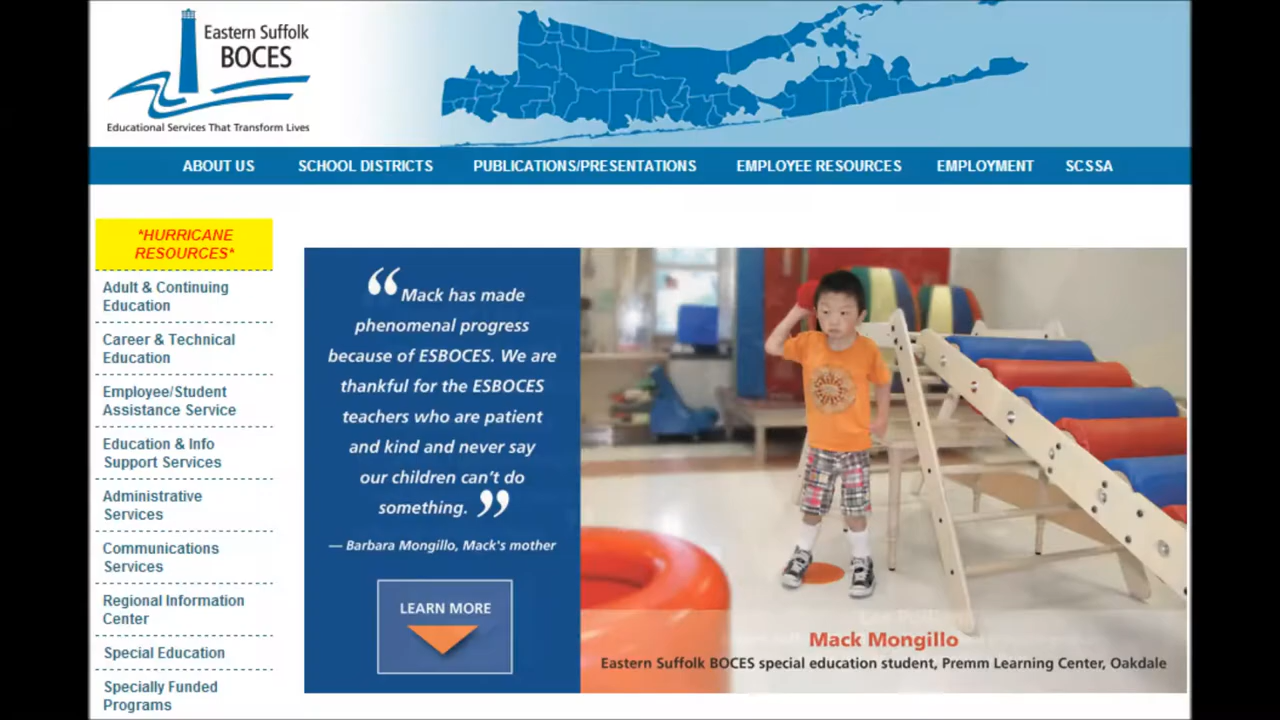 Eastern Suffolk
BOCES
Educational Services That Transform Lives
ABOUT US SCHOOL DISTRICTS PUBLICATIONS/PRESENTATIONS EMPLOYEE RESOURCES EMPLOYMENT SCSSA
*HURRICANE
RESOURCES*
Adult & Continuing
Education
Career & Technical
Education
Employee/Student
Assistance Service
Education & Info
Support Services
Administrative
Services
Communications
Services
Regional Information
Center
Special Education
Specially Funded
Programs
“Mack has made
phenomenal progress
because of ESBOCES. We are
thankful for the ESBOCES
teachers who are patient
and kind and never say
our children can’t do
something.”
— Barbara Mongillo, Mack's mother
LEARN MORE
Mack Mongillo
Eastern Suffolk BOCES special education student, Premm Learning Center, Oakdale